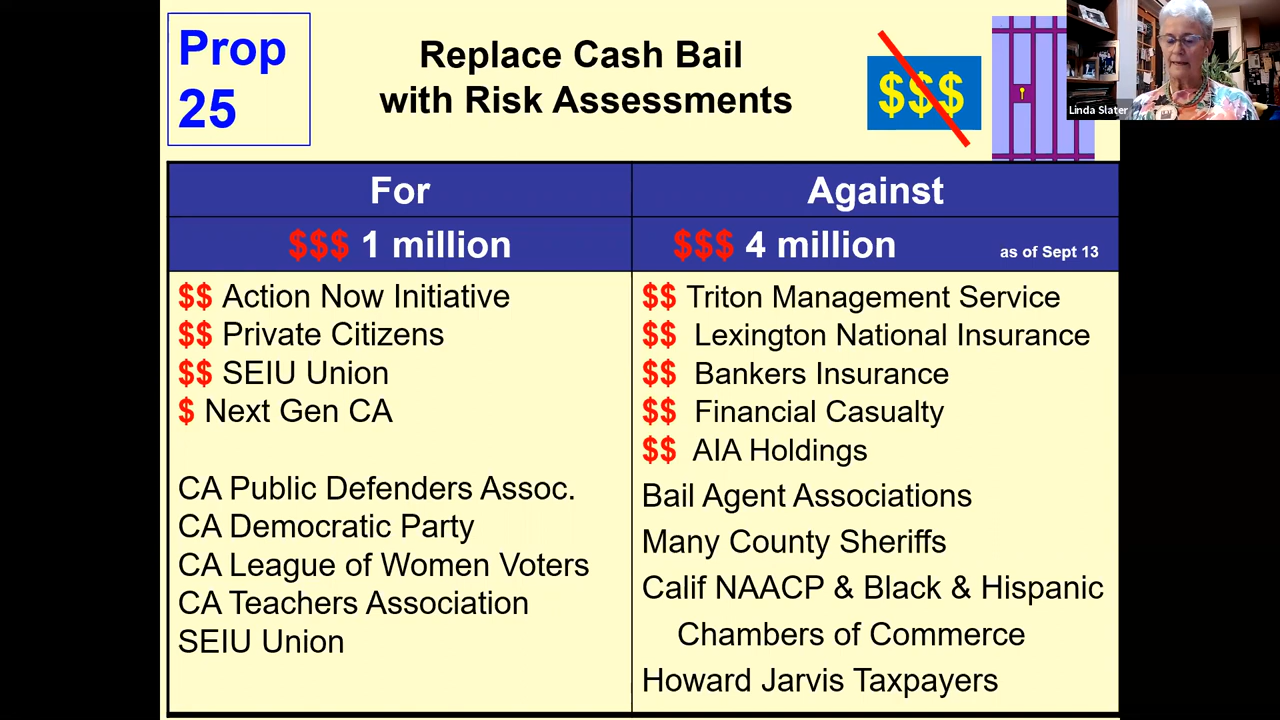 Prop
25
Replace Cash Bail
with Risk Assessments
$$$
Linda Slater
For
Against
$$$ 1 million
$$$ 4 million
as of Sept 13
$$ Action Now Initiative
$$ Private Citizens
$$ SEIU Union
$ Next Gen CA
CA Public Defenders Assoc.
CA Democratic Party
CA League of Women Voters
CA Teachers Association
SEIU Union
$$ Triton Management Service
$$ Lexington National Insurance
$$ Bankers Insurance
$$ Financial Casualty
$$ AIA Holdings
Bail Agent Associations
Many County Sheriffs
Calif NAACP & Black & Hispanic
Chambers of Commerce
Howard Jarvis Taxpayers